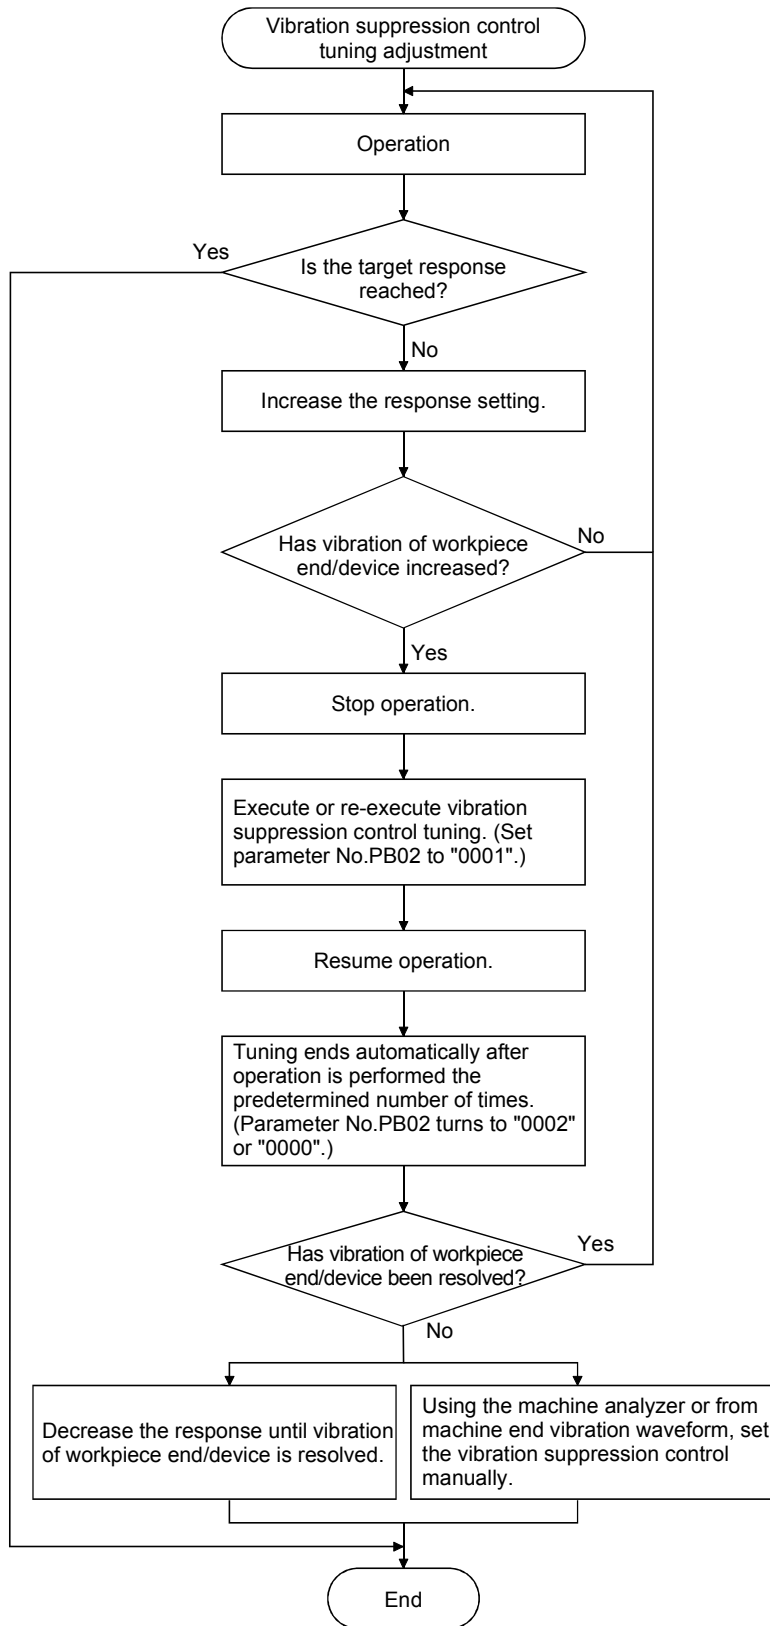 Vibration suppression control
tuning adjustment
Operation
Yes
Is the target response
reached?
No
Increase the response setting.
No
Has vibration of workpiece
end/device increased?
Yes
Stop operation.
Execute or re-execute vibration
suppression control tuning. (Set
parameter No.PB02 to "0001".)
Resume operation.
Tuning ends automatically after
operation is performed the
predetermined number of times.
(Parameter No.PB02 turns to "0002"
or "0000".)
Has vibration of workpiece
end/device been resolved?
Yes
No
Decrease the response until vibration
of workpiece end/device is resolved.
Using the machine analyzer or from
machine end vibration waveform, set
the vibration suppression control
manually.
End